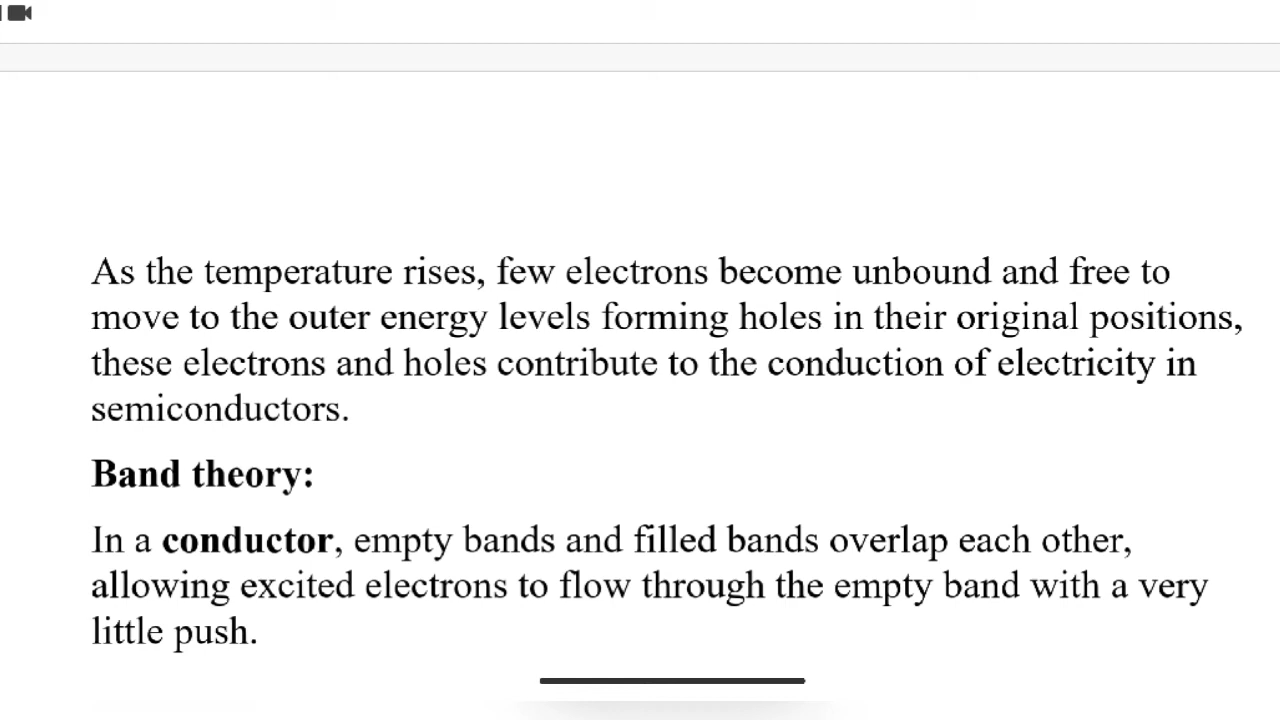 As the temperature rises, few electrons become unbound and free to
move to the outer energy levels forming holes in their original positions,
these electrons and holes contribute to the conduction of electricity in
semiconductors.
Band theory:
In a conductor, empty bands and filled bands overlap each other,
allowing excited electrons to flow through the empty band with a very
little push.